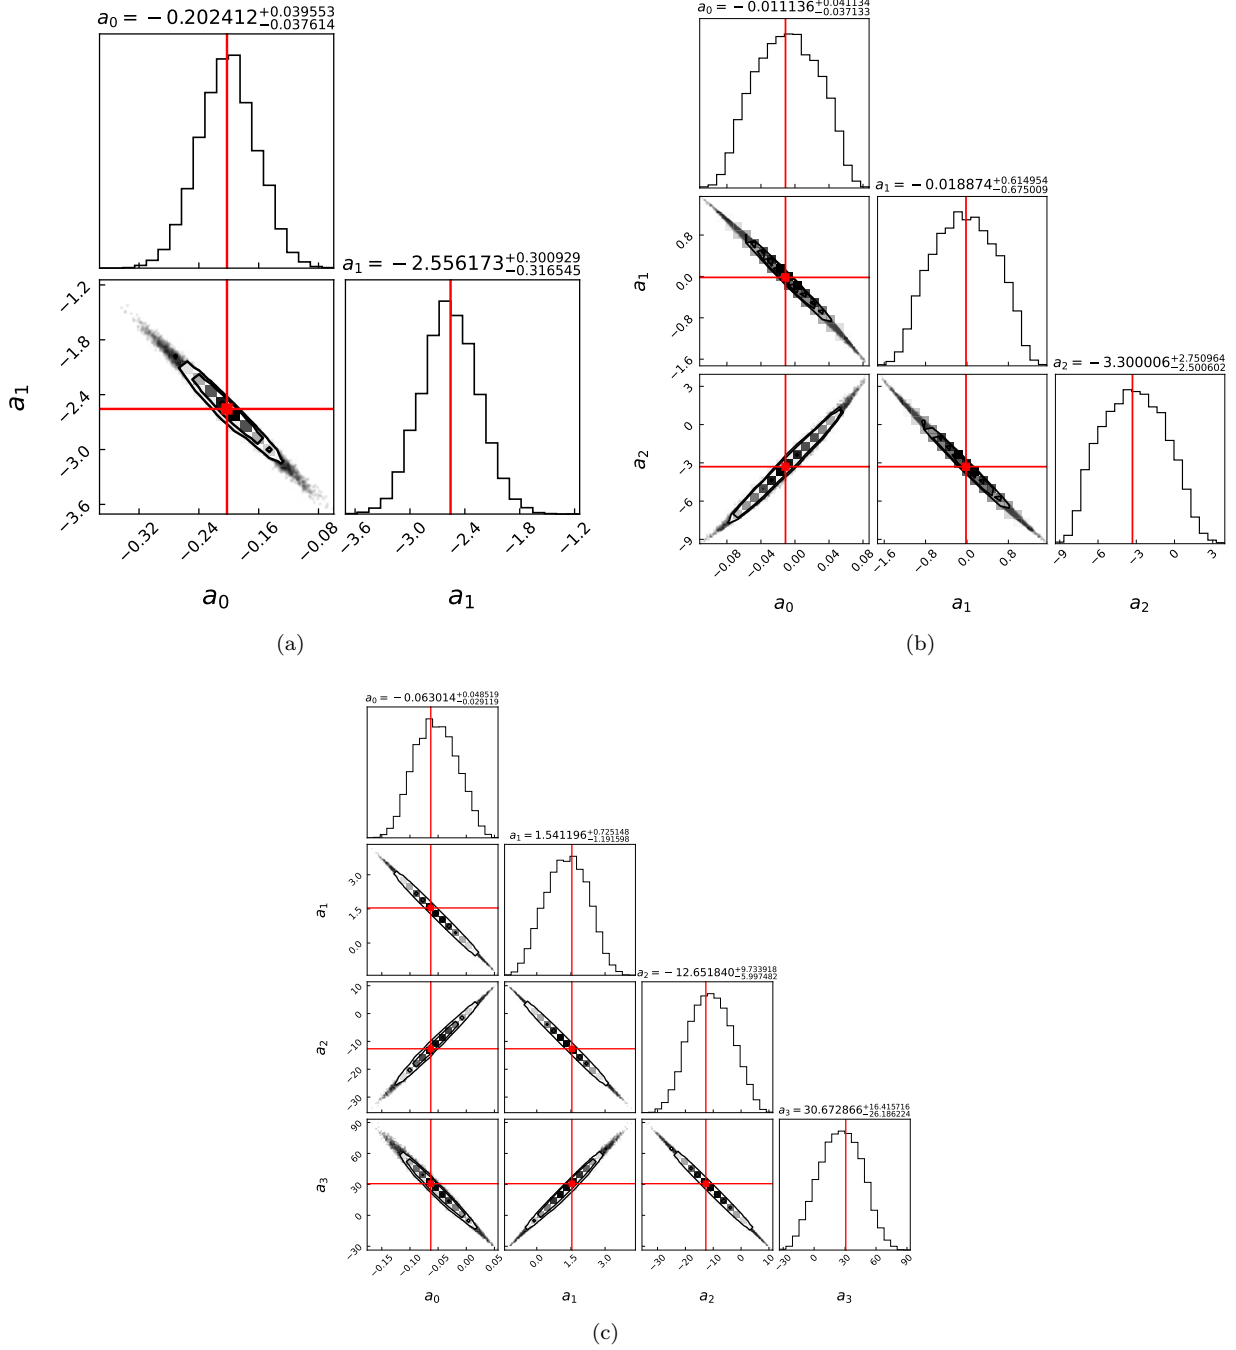 a₀ = −0.202412 +0.039553 −0.037614
a₁ = −2.556173 +0.300929 −0.316545
−1.2
−1.8
−2.4
−3.0
−3.6
a₁
−0.32 −0.24 −0.16 −0.08
−3.6 −3.0 −2.4 −1.8 −1.2
a₀ a₁
(a)
a₀ = −0.011136 +0.041134 −0.037133
a₁ = −0.018874 +0.614954 −0.675009
0.8
0.0
−0.8
−1.6
a₁
a₂ = −3.300006 +2.750964 −2.500602
3
0
−3
−6
−9
a₂
−0.08 −0.04 0.00 0.04 0.08
−1.6 −0.8 0.0 0.8
−9 −6 −3 0 3
a₀ a₁ a₂
(b)
a₀ = −0.063014 +0.048519 −0.029119
a₁ = 1.541196 +0.725148 −1.191598
3.0
1.5
0.0
a₁
a₂ = −12.651840 +9.733918 −5.997482
10
0
−10
−20
−30
a₂
a₃ = 30.672866 +16.415716 −26.186224
90
60
30
0
−30
a₃
−0.15 −0.10 −0.05 0.00 0.05
0.0 1.5 3.0
−30 −20 −10 0 10
−30 0 30 60 90
a₀ a₁ a₂ a₃
(c)